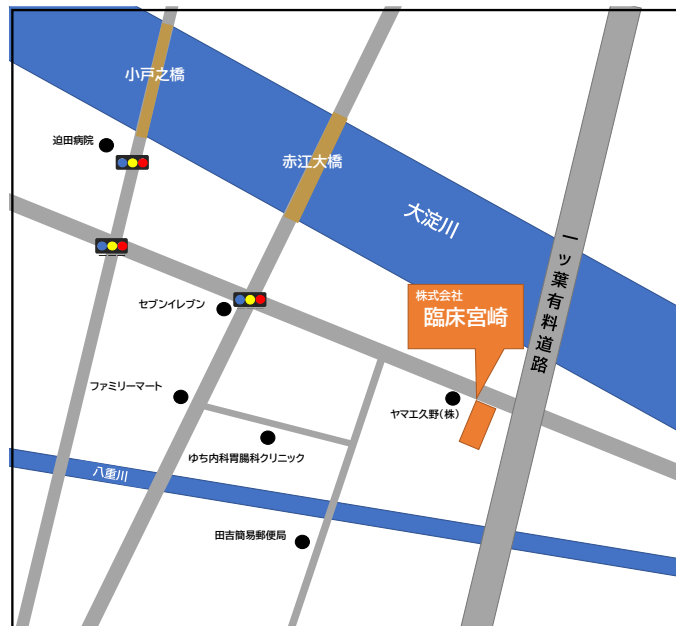 小戸之橋
迫田病院
赤江大橋
大淀川
一ッ葉有料道路
株式会社
臨床宮崎
セブンイレブン
ファミリーマート
ヤマエ久野(株)
ゆち内科胃腸科クリニック
八重川
田吉簡易郵便局